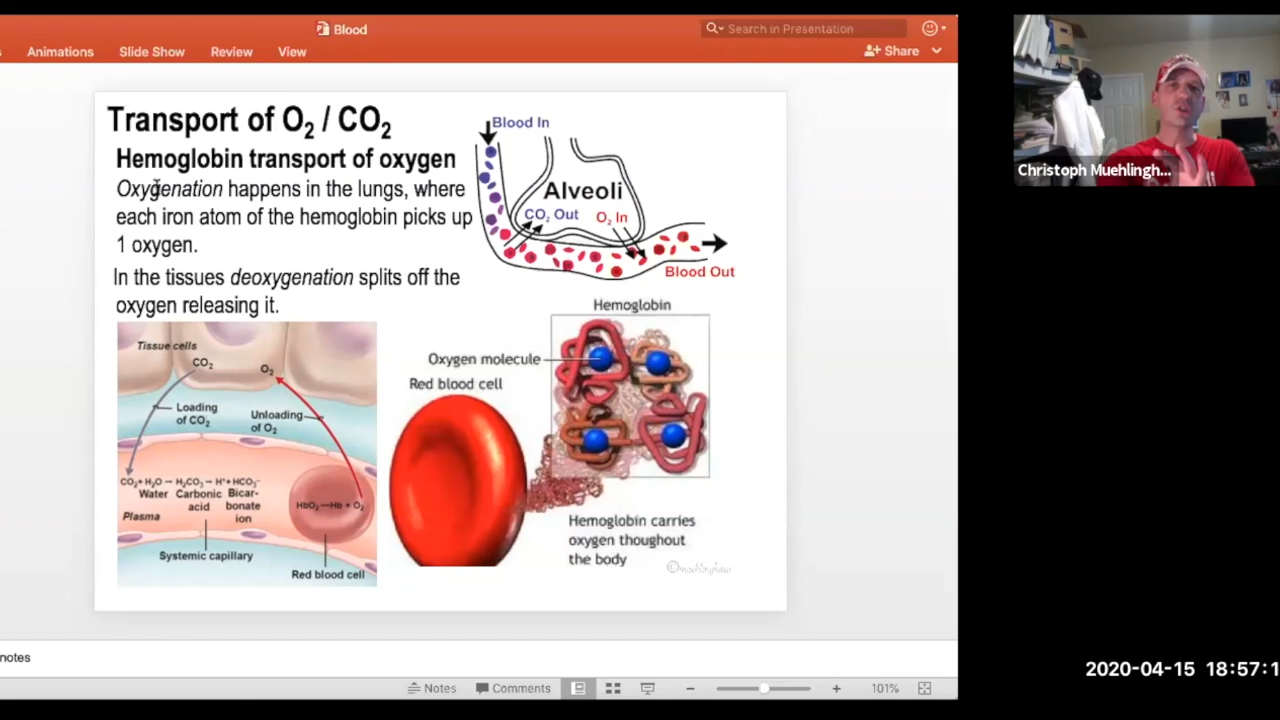 Blood
Search in Presentation
Animations
Slide Show
Review
View
Share
Transport of O₂ / CO₂
Hemoglobin transport of oxygen
Oxygenation happens in the lungs, where
each iron atom of the hemoglobin picks up
1 oxygen.
In the tissues deoxygenation splits off the
oxygen releasing it.
Blood In
Alveoli
CO₂ Out
O₂ In
Blood Out
Tissue cells
CO₂
O₂
Loading
of CO₂
Unloading
of O₂
CO₂+ H₂O → H₂CO₃→ H⁺+ HCO₃⁻
Water
Carbonic
acid
Bicar-
bonate
ion
Plasma
HbO₂→Hb + O₂
Systemic capillary
Red blood cell
Hemoglobin
Oxygen molecule
Red blood cell
Hemoglobin carries
oxygen thoughout
the body
Christoph Muehlingh...
notes
Notes
Comments
101%
2020-04-15 18:57:1